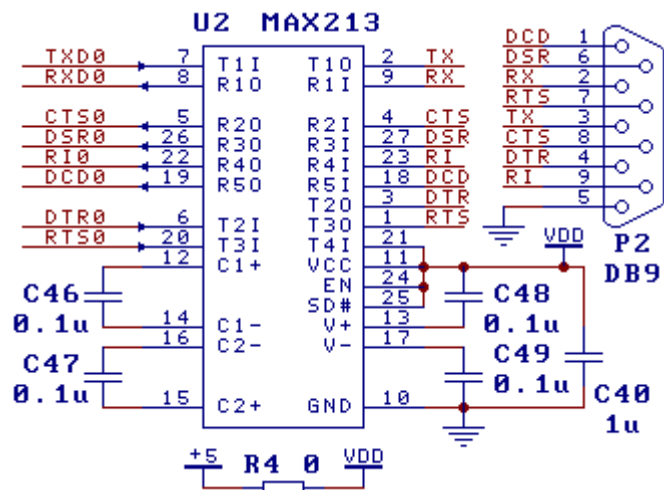 U2 MAX213
TXD0 7 T1I T1O 2 TX
RXD0 8 R1O R1I 9 RX
CTS0 5 R2O R2I 4 CTS
DSR0 26 R3O R3I 27 DSR
RI0 22 R4O R4I 23 RI
DCD0 19 R5O R5I 18 DCD
T2O 3 DTR
DTR0 6 T2I T3O 1 RTS
RTS0 20 T3I T4I 21
12 C1+ VCC 11
EN 24
SD# 25
C46 0.1u
14 C1- V+ 13
16 C2- V- 17
C47 0.1u
15 C2+ GND 10
C48 0.1u
C49 0.1u
VDD
C40 1u
DCD 1
DSR 6
RX 2
RTS 7
TX 3
CTS 8
DTR 4
RI 9
5
P2
DB9
+5 R4 0 VDD